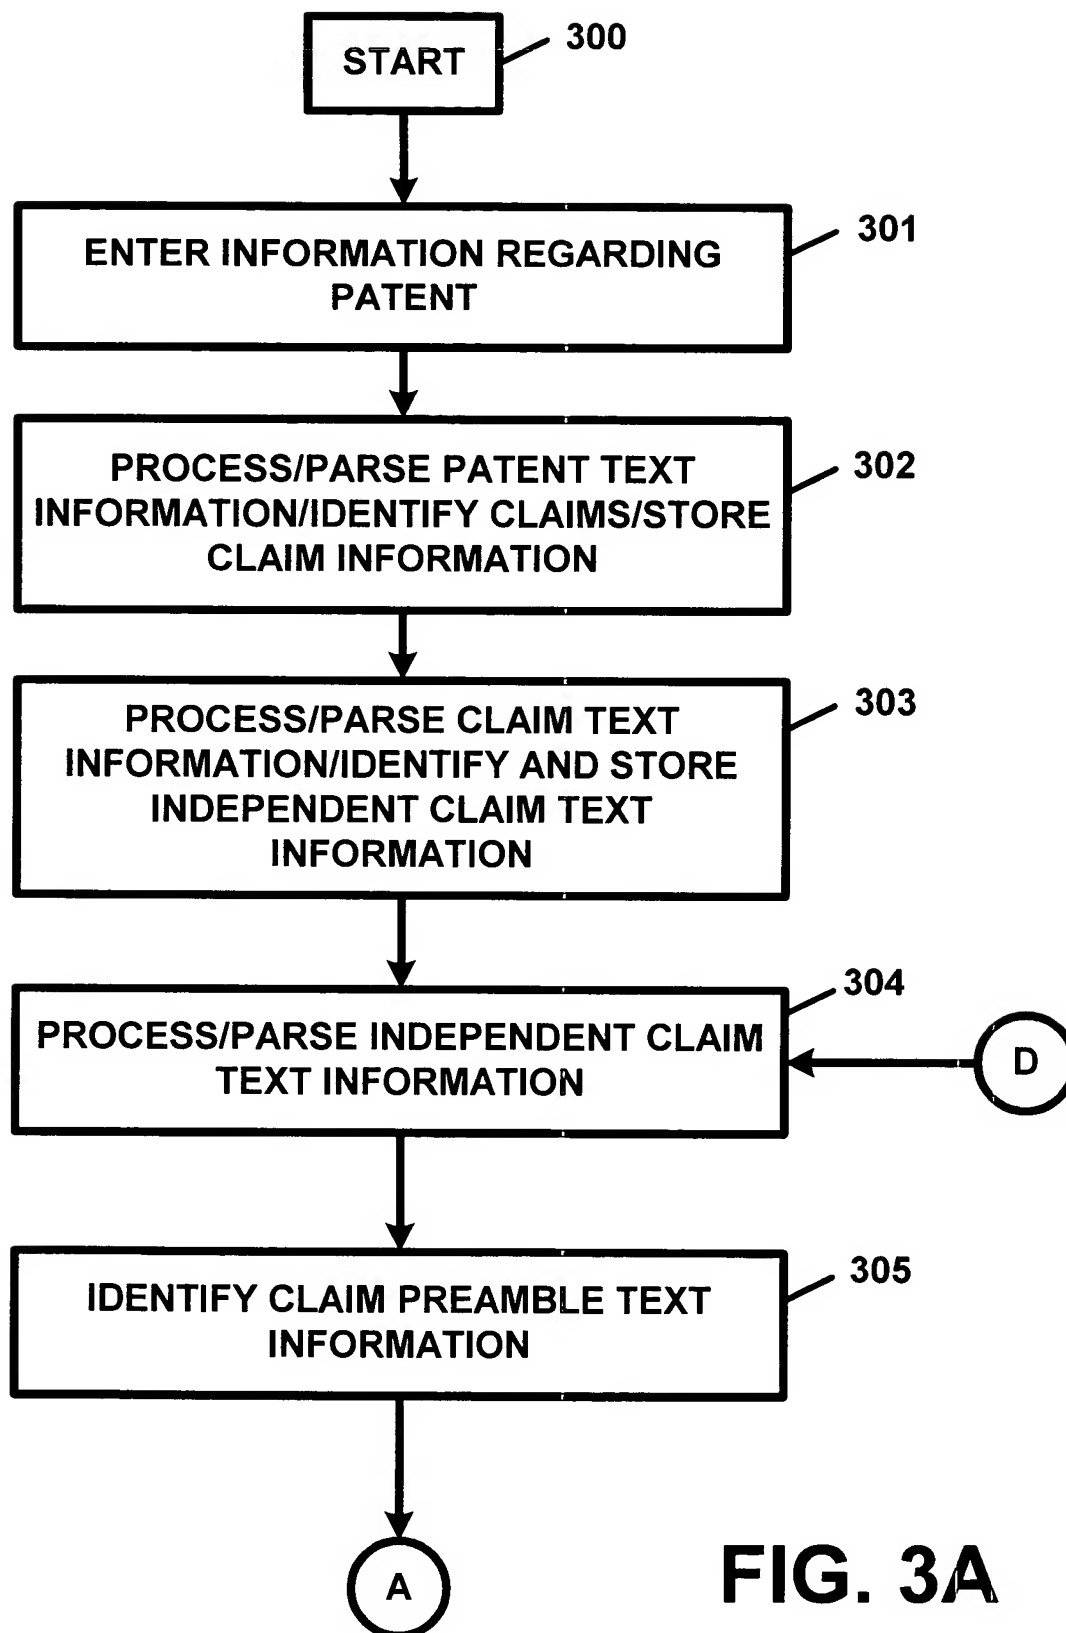 START
300
ENTER INFORMATION REGARDING
PATENT
301
PROCESS/PARSE PATENT TEXT
INFORMATION/IDENTIFY CLAIMS/STORE
CLAIM INFORMATION
302
PROCESS/PARSE CLAIM TEXT
INFORMATION/IDENTIFY AND STORE
INDEPENDENT CLAIM TEXT
INFORMATION
303
PROCESS/PARSE INDEPENDENT CLAIM
TEXT INFORMATION
304
D
IDENTIFY CLAIM PREAMBLE TEXT
INFORMATION
305
A
FIG. 3A